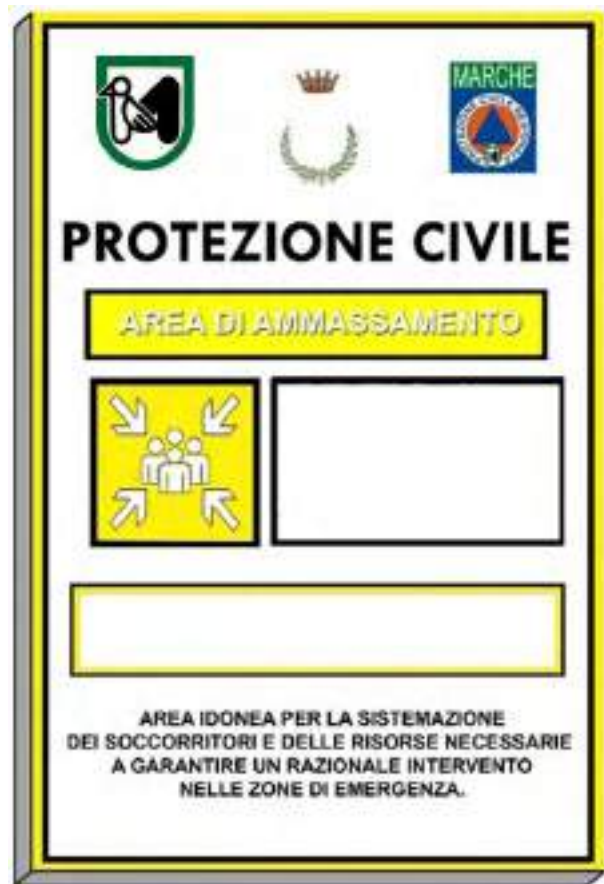 MARCHE
PROTEZIONE CIVILE
AREA DI AMMASSAMENTO
AREA IDONEA PER LA SISTEMAZIONE
DEI SOCCORRITORI E DELLE RISORSE NECESSARIE
A GARANTIRE UN RAZIONALE INTERVENTO
NELLE ZONE DI EMERGENZA.